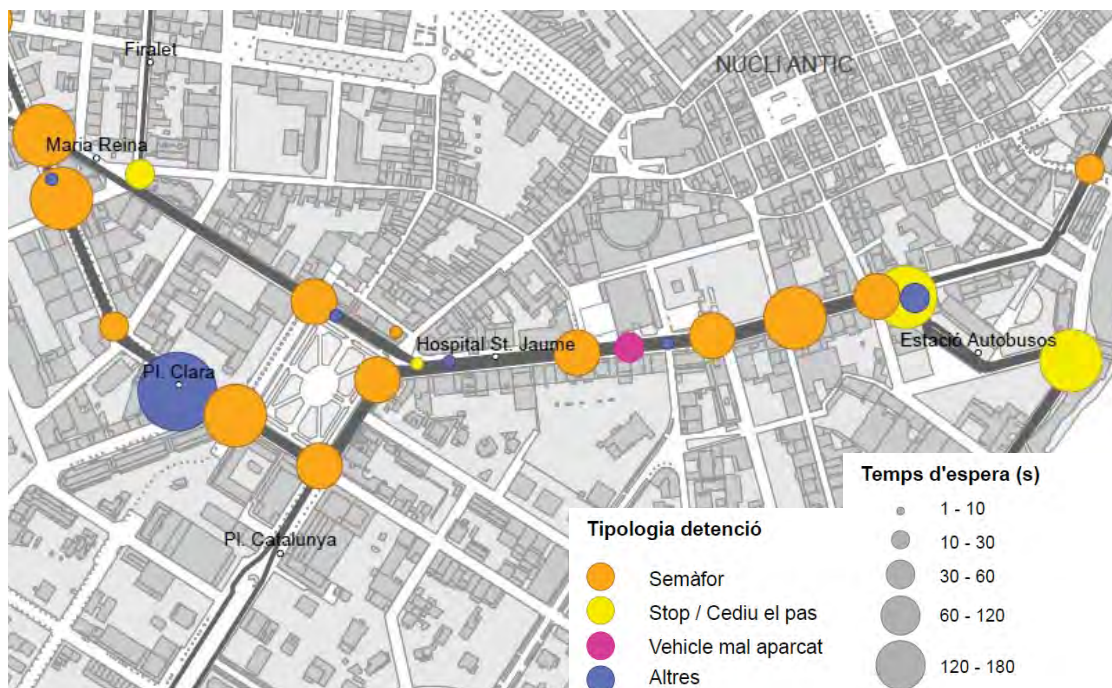 Firalet
NUCLI ANTIC
Maria Reina
Hospital St. Jaume
Estació Autobusos
Pl. Clara
Pl. Catalunya
Temps d'espera (s)
1 - 10
10 - 30
30 - 60
60 - 120
120 - 180
Tipologia detenció
Semàfor
Stop / Cediu el pas
Vehicle mal aparcat
Altres